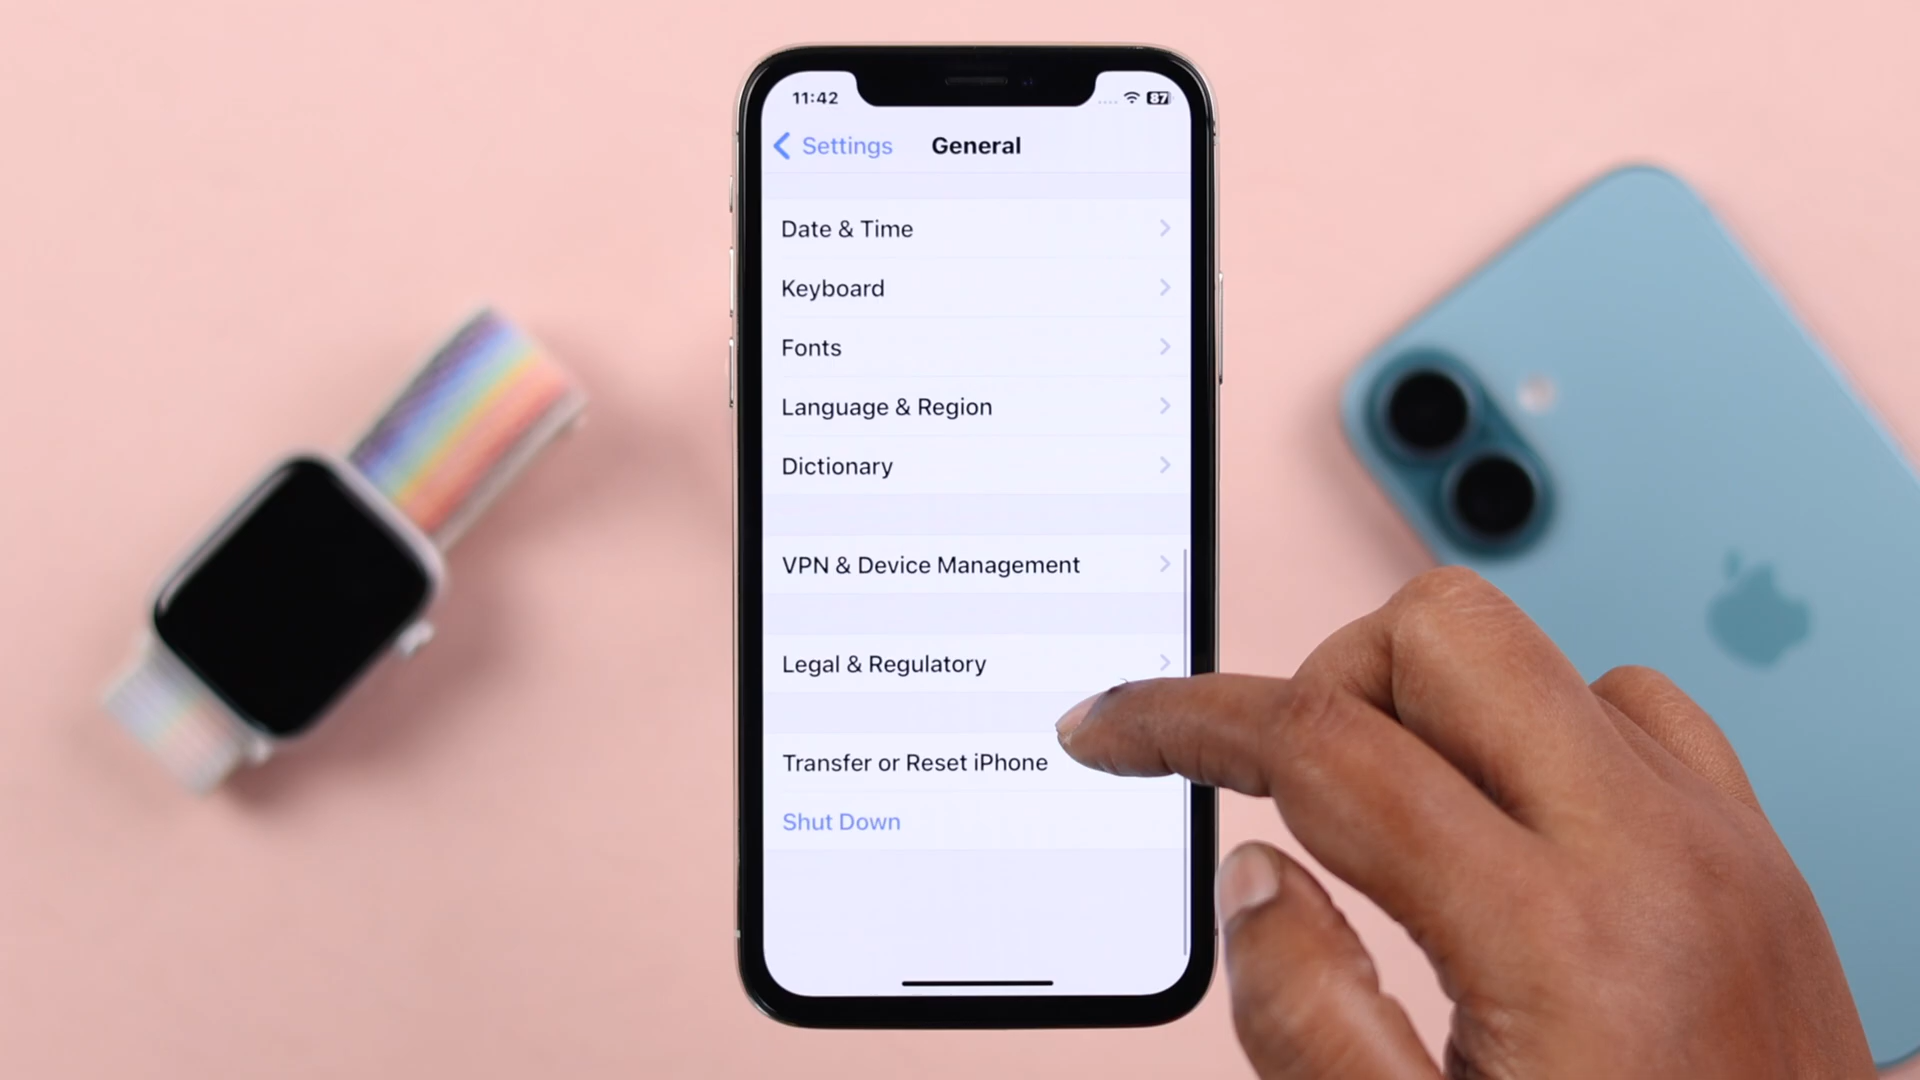 11:42
87
Settings
General
Date & Time
Keyboard
Fonts
Language & Region
Dictionary
VPN & Device Management
Legal & Regulatory
Transfer or Reset iPhone
Shut Down